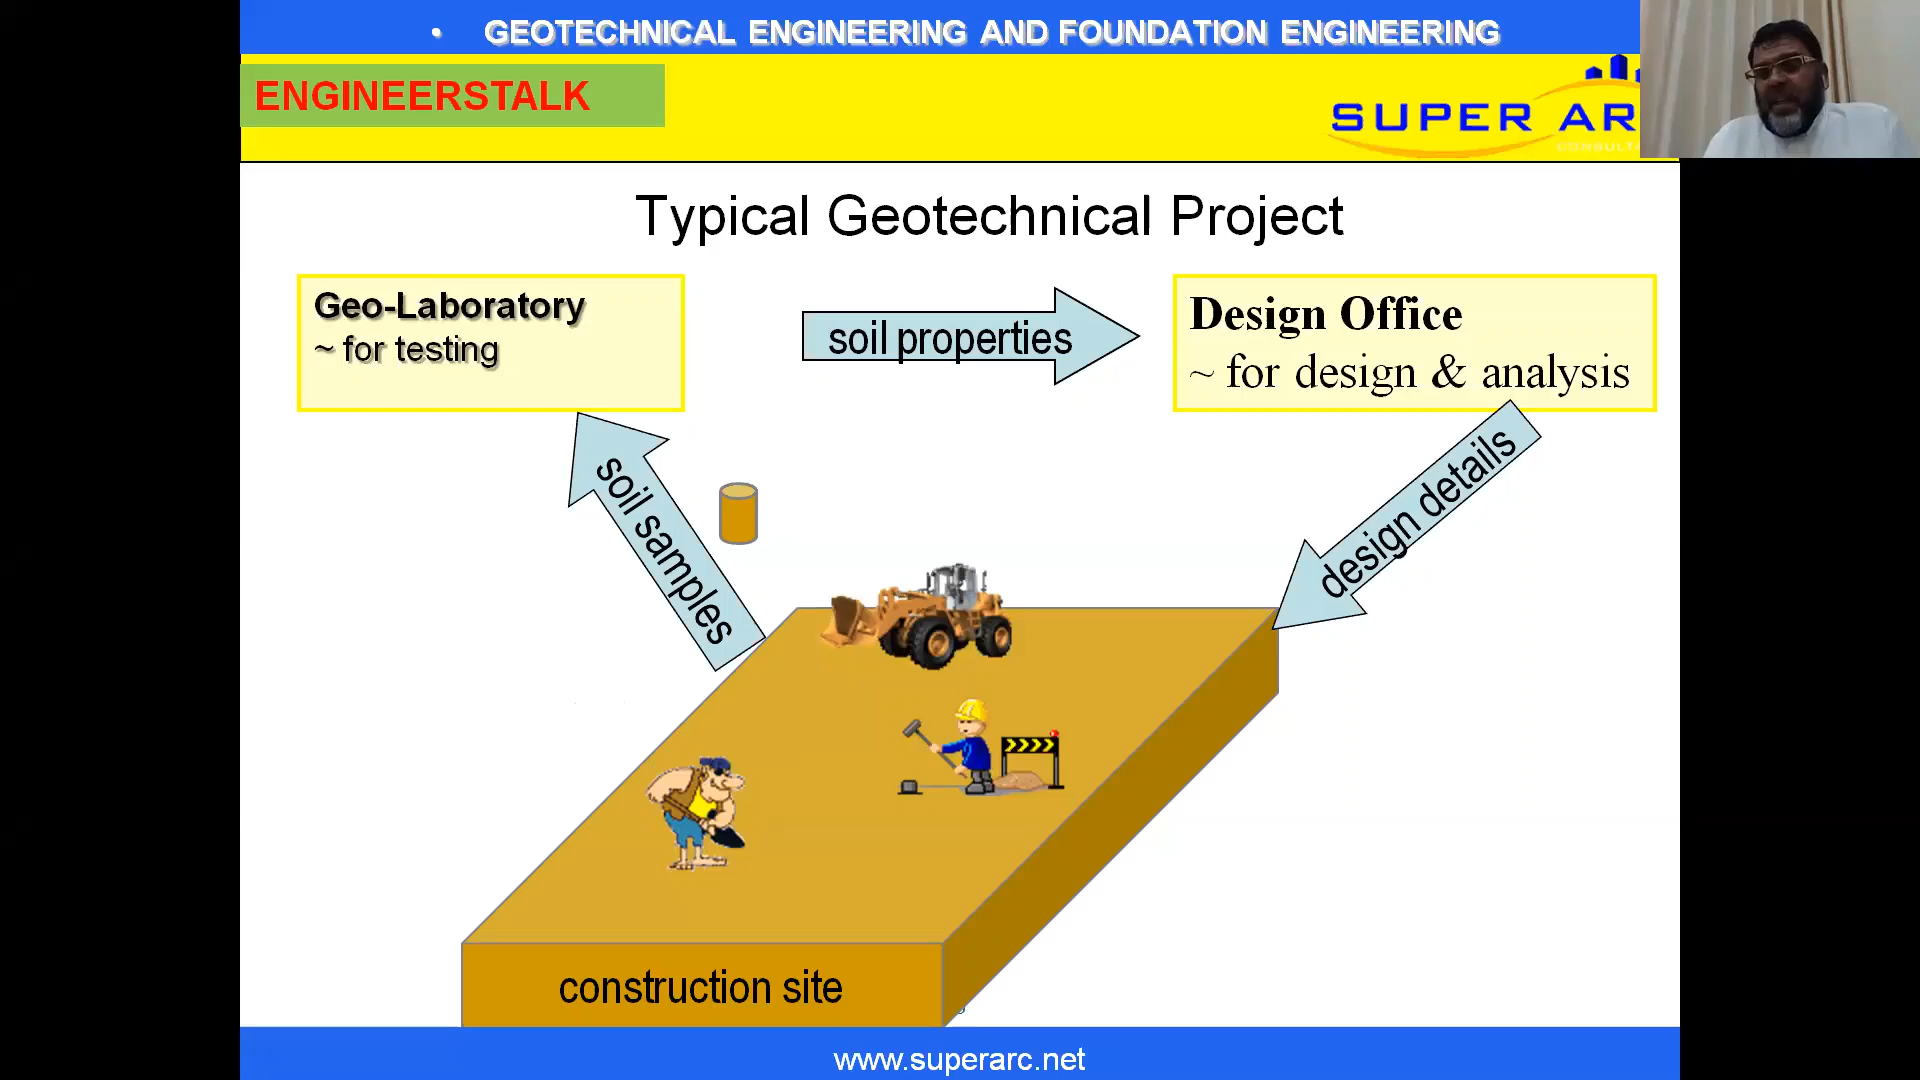 • GEOTECHNICAL ENGINEERING AND FOUNDATION ENGINEERING
ENGINEERSTALK
SUPER AR
Typical Geotechnical Project
Geo-Laboratory
~ for testing
soil properties
Design Office
~ for design & analysis
soil samples
design details
construction site
www.superarc.net